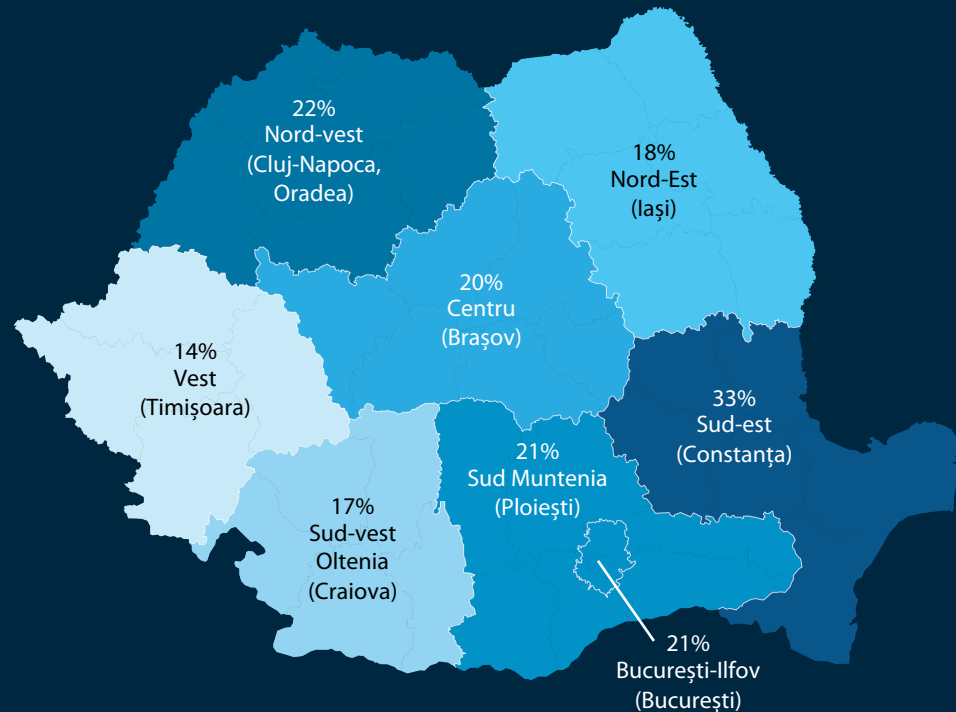 22%
Nord-vest
(Cluj-Napoca,
Oradea)
18%
Nord-Est
(Iași)
20%
Centru
(Brașov)
14%
Vest
(Timișoara)
33%
Sud-est
(Constanța)
21%
Sud Muntenia
(Ploiești)
17%
Sud-vest
Oltenia
(Craiova)
21%
București-Ilfov
(București)